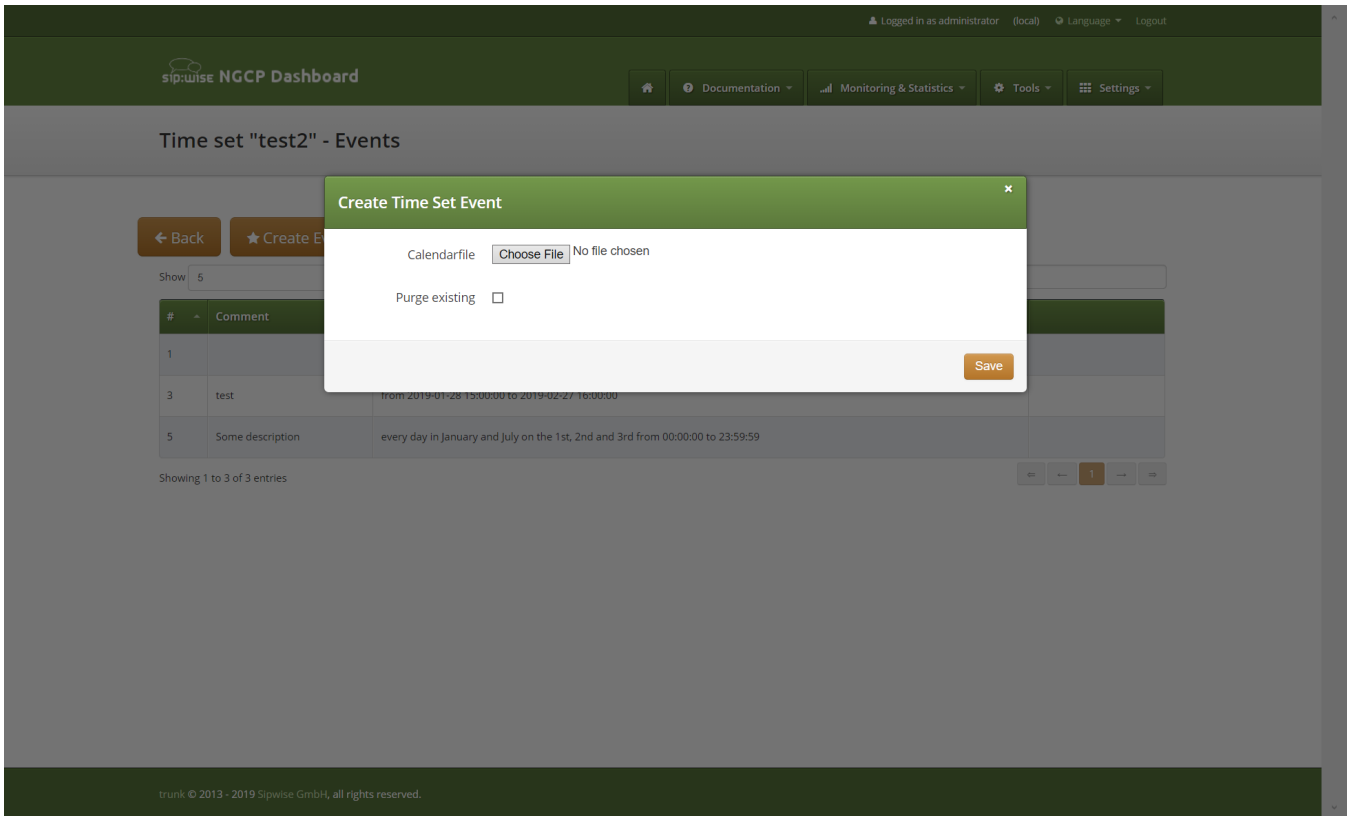 Logged in as administrator (local) Language Logout
sip:wise NGCP Dashboard
Documentation Monitoring & Statistics Tools Settings
Time set "test2" - Events
Create Time Set Event ×
Back Create E
Calendarfile Choose File No file chosen
Show 5
Purge existing
# Comment
1
Save
3 test from 2019-01-28 15:00:00 to 2019-02-27 16:00:00
5 Some description every day in January and July on the 1st, 2nd and 3rd from 00:00:00 to 23:59:59
Showing 1 to 3 of 3 entries ⇐ ← 1 → ⇒
trunk © 2013 - 2019 Sipwise GmbH, all rights reserved.